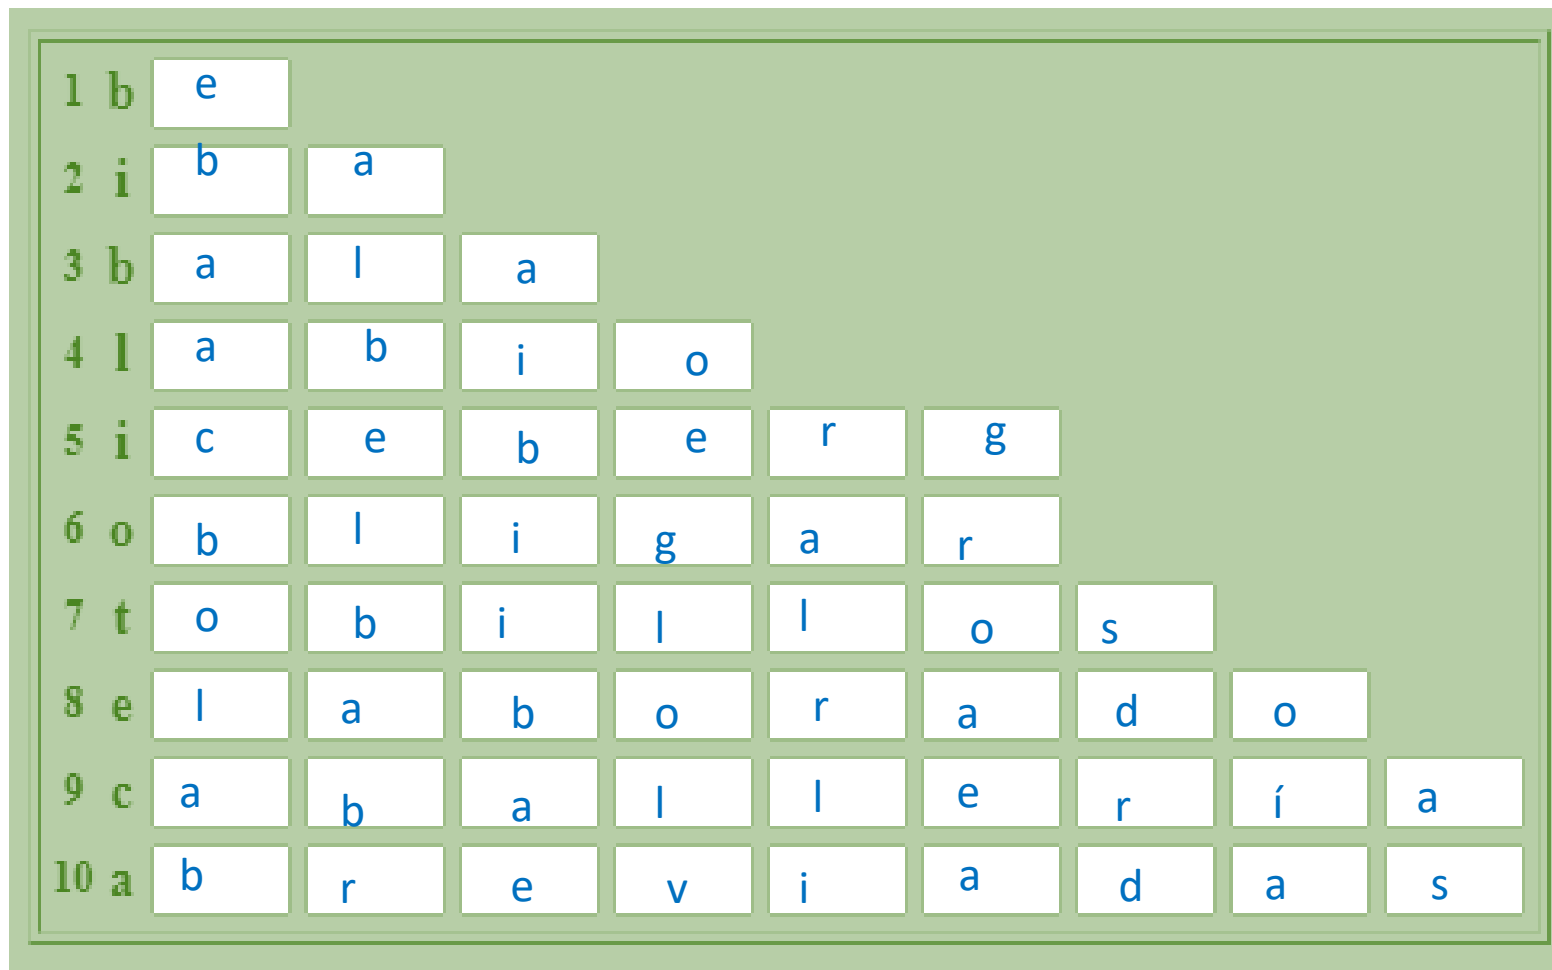 1 b e
2 i b a
3 b a l a
4 l a b i o
5 i c e b e r g
6 o b l i g a r
7 t o b i l l o s
8 e l a b o r a d o
9 c a b a l l e r í a
10 a b r e v i a d a s